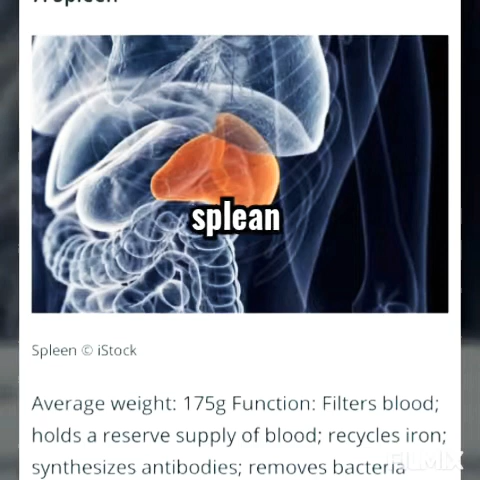 splean
Spleen © iStock
Average weight: 175g Function: Filters blood;
holds a reserve supply of blood; recycles iron;
synthesizes antibodies; removes bacteria